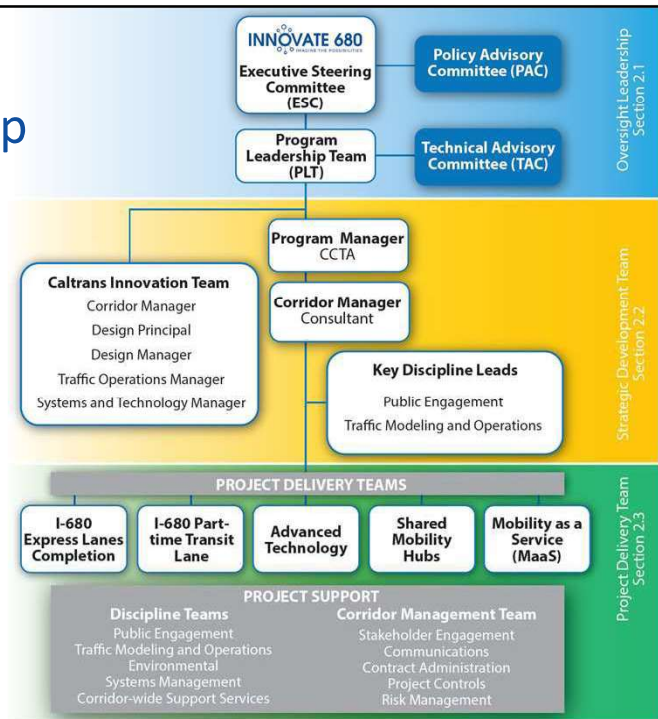 p
INNOVATE 680
IMAGINE THE POSSIBILITIES
Executive Steering
Committee
(ESC)
Policy Advisory
Committee (PAC)
Program
Leadership Team
(PLT)
Technical Advisory
Committee (TAC)
Oversight Leadership
Section 2.1
Program Manager
CCTA
Caltrans Innovation Team
Corridor Manager
Design Principal
Design Manager
Traffic Operations Manager
Systems and Technology Manager
Corridor Manager
Consultant
Key Discipline Leads
Public Engagement
Traffic Modeling and Operations
Strategic Development Team
Section 2.2
PROJECT DELIVERY TEAMS
I-680
Express Lanes
Completion
I-680 Part-
time Transit
Lane
Advanced
Technology
Shared
Mobility
Hubs
Mobility as a
Service
(MaaS)
PROJECT SUPPORT
Discipline Teams
Public Engagement
Traffic Modeling and Operations
Environmental
Systems Management
Corridor-wide Support Services
Corridor Management Team
Stakeholder Engagement
Communications
Contract Administration
Project Controls
Risk Management
Project Delivery Team
Section 2.3